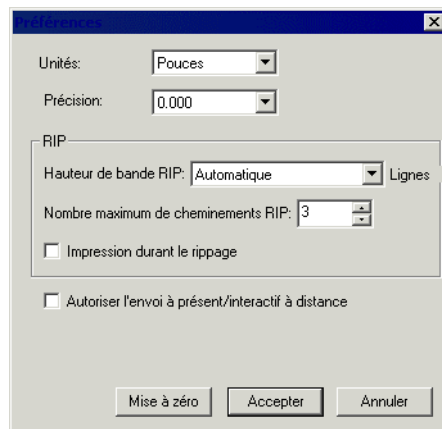 Préférences
Unités: Pouces
Précision: 0.000
RIP
Hauteur de bande RIP: Automatique Lignes
Nombre maximum de cheminements RIP: 3
Impression durant le rippage
Autoriser l'envoi à présent/interactif à distance
Mise à zéro Accepter Annuler